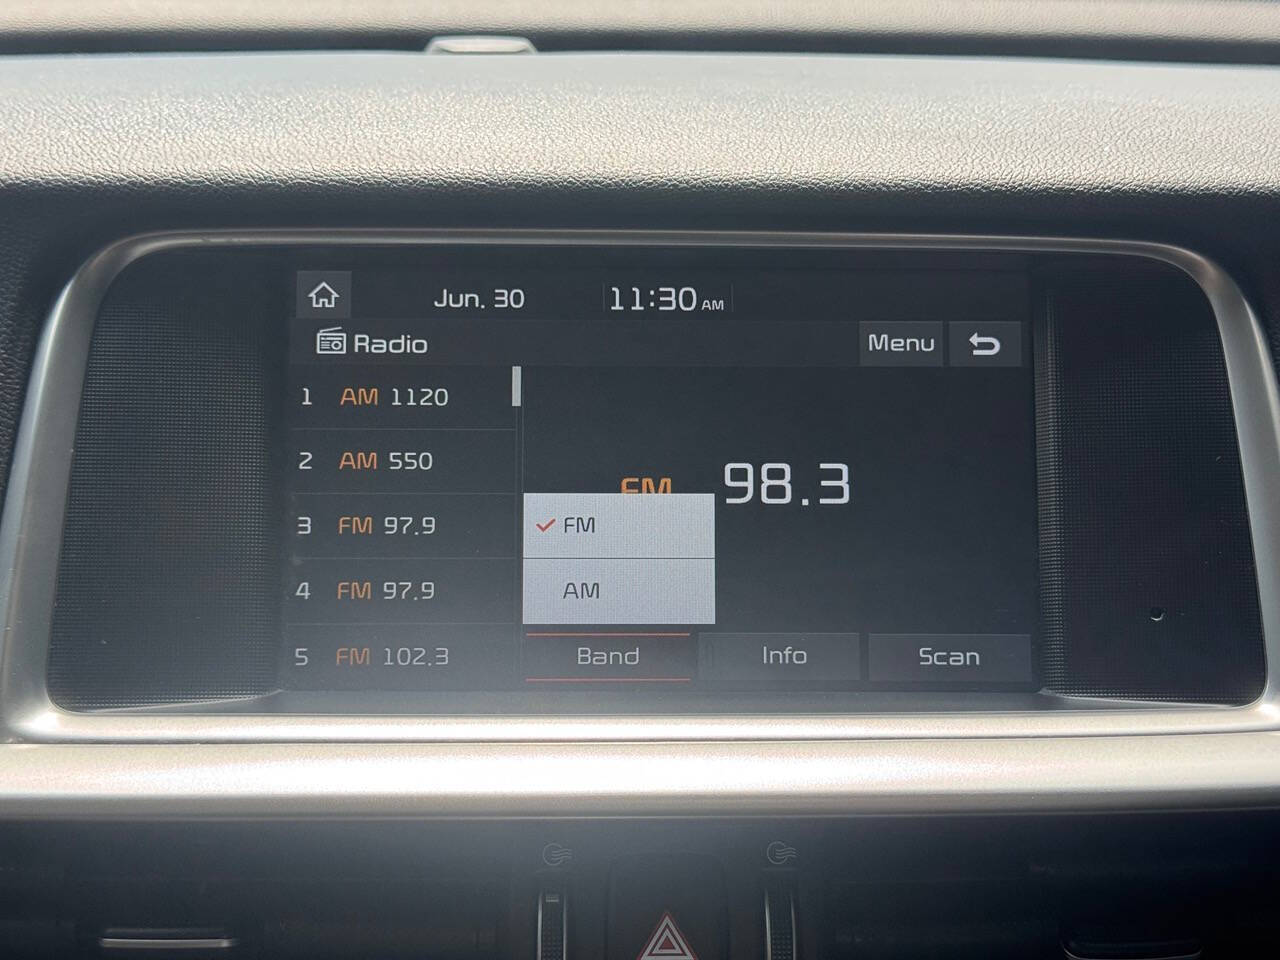 Jun. 30 11:30 AM
Radio Menu
1 AM 1120
2 AM 550
3 FM 97.9
4 FM 97.9
5 FM 102.3
FM 98.3
FM
AM
Band Info Scan